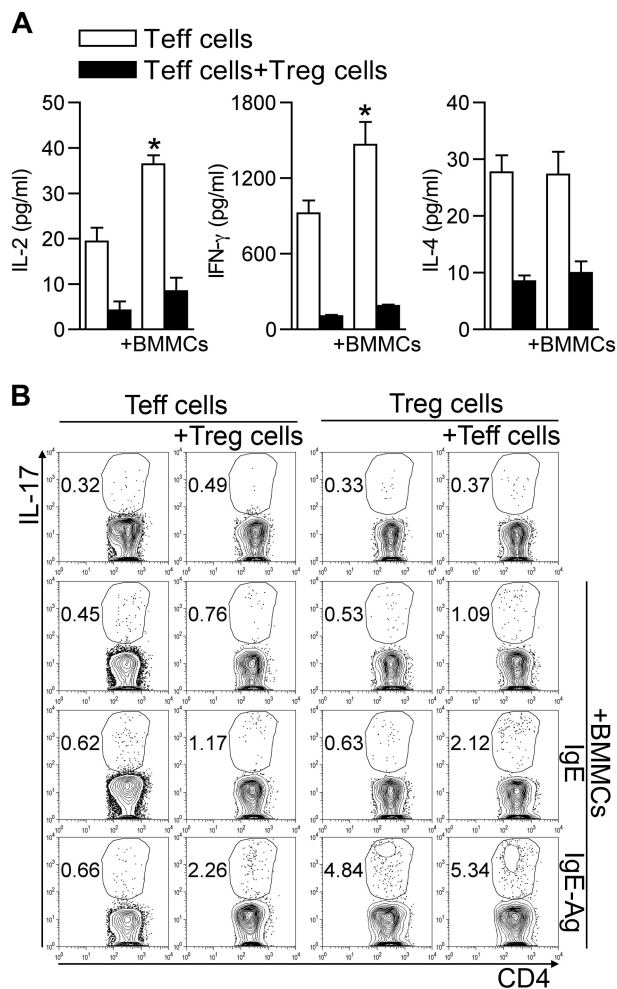 A
Teff cells
Teff cells+Treg cells
IL-2 (pg/ml)
50
40
30
20
10
0
*
+BMMCs
IFN-γ (pg/ml)
1800
1200
600
0
*
+BMMCs
IL-4 (pg/ml)
40
30
20
10
0
+BMMCs
B
Teff cells
Treg cells
+Treg cells
+Teff cells
IL-17
0.32
0.49
0.33
0.37
0.45
0.76
0.53
1.09
0.62
1.17
0.63
2.12
0.66
2.26
4.84
5.34
+BMMCs
IgE
IgE-Ag
CD4